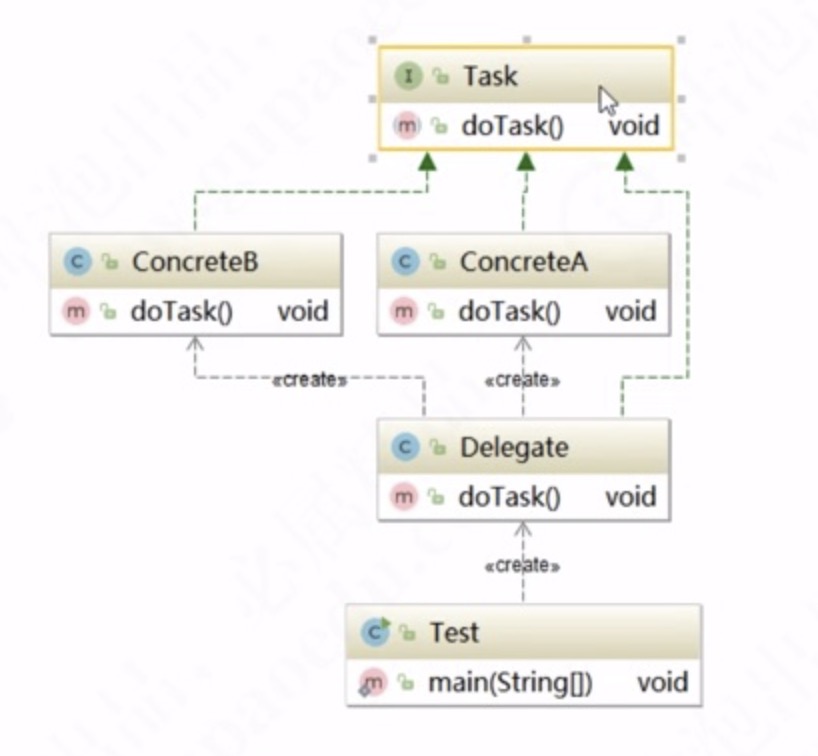 I Task
m doTask() void
C ConcreteB
m doTask() void
C ConcreteA
m doTask() void
«create»
«create»
C Delegate
m doTask() void
«create»
C Test
m main(String[]) void